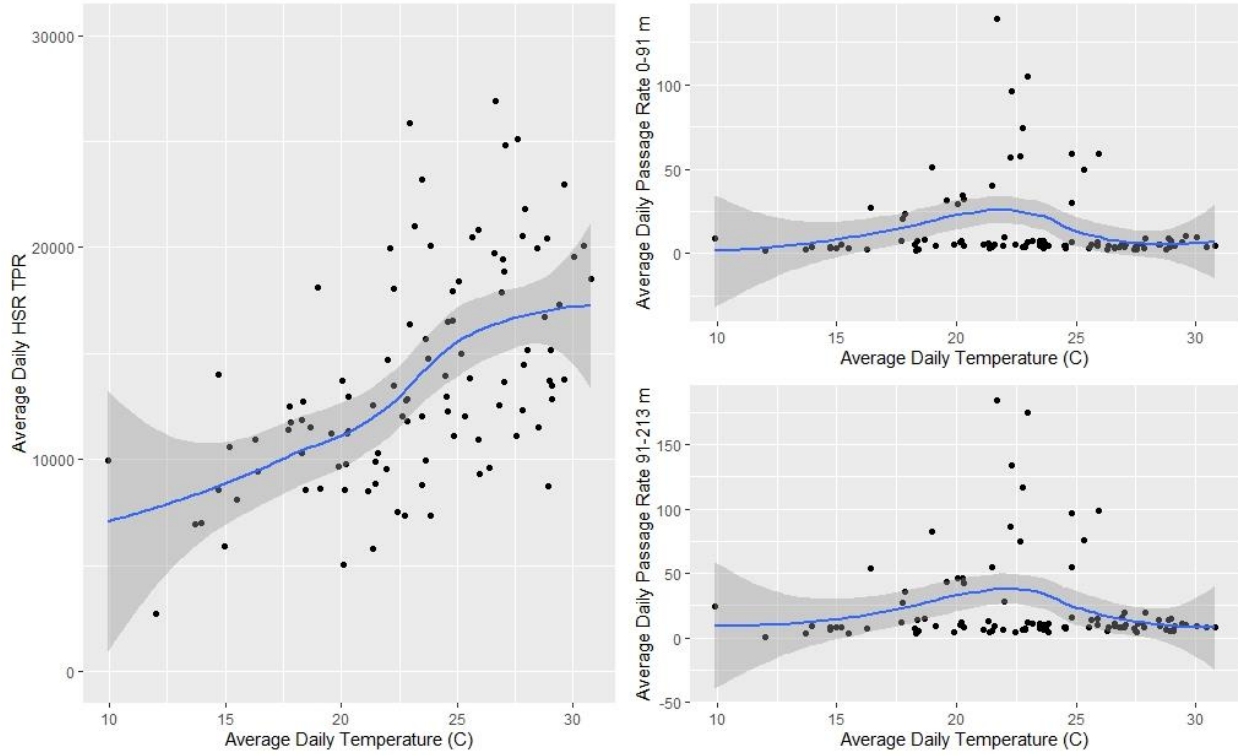 Average Daily HSR TPR
30000
20000
10000
0
10 15 20 25 30
Average Daily Temperature (C)
Average Daily Passage Rate 0-91 m
100
50
0
10 15 20 25 30
Average Daily Temperature (C)
Average Daily Passage Rate 91-213 m
150
100
50
0
-50
10 15 20 25 30
Average Daily Temperature (C)